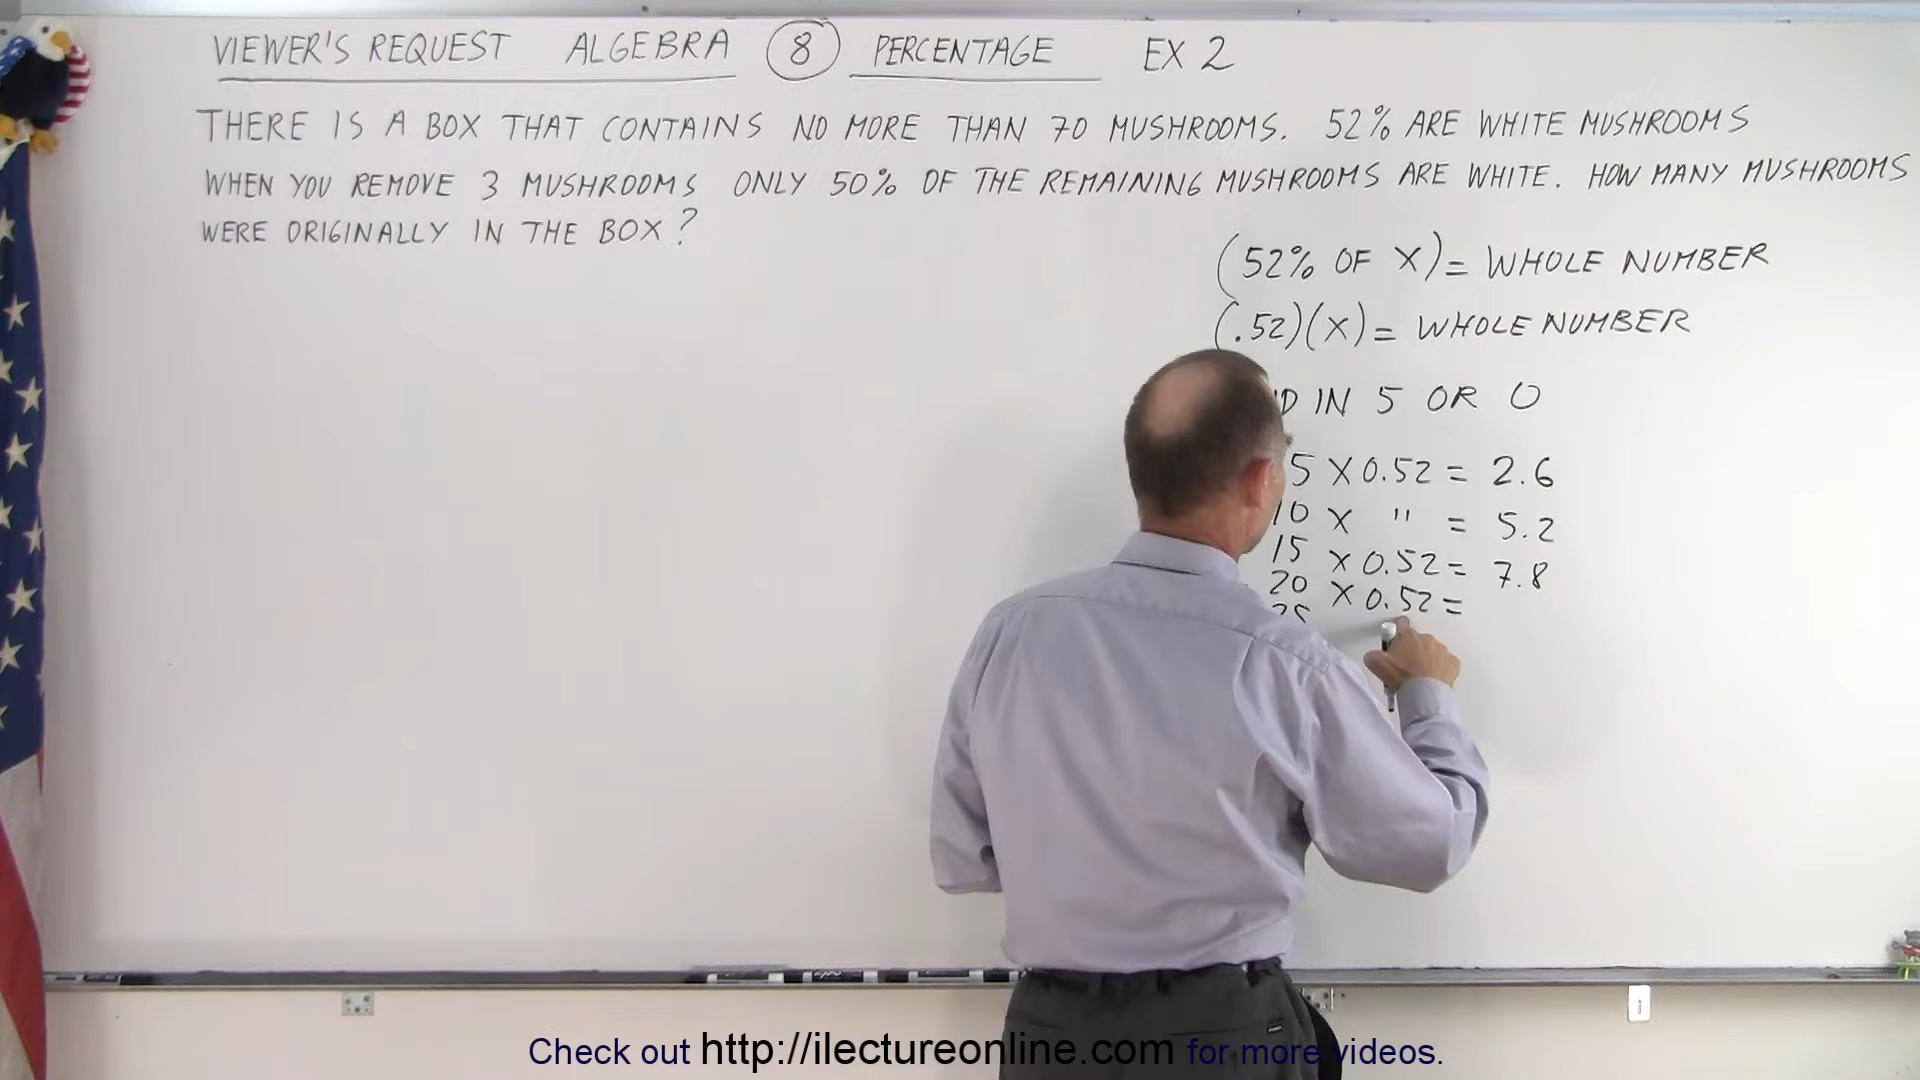 VIEWER'S REQUEST ALGEBRA 8 PERCENTAGE EX 2
THERE IS A BOX THAT CONTAINS NO MORE THAN 70 MUSHROOMS. 52% ARE WHITE MUSHROOMS
WHEN YOU REMOVE 3 MUSHROOMS ONLY 50% OF THE REMAINING MUSHROOMS ARE WHITE. HOW MANY MUSHROOMS
WERE ORIGINALLY IN THE BOX?
(52% OF X) = WHOLE NUMBER
(.52)(X) = WHOLE NUMBER
IN 5 OR 0
5 X 0.52 = 2.6
10 X " = 5.2
15 X 0.52 = 7.8
20 X 0.52 =
25
Check out http://ilectureonline.com for more videos.